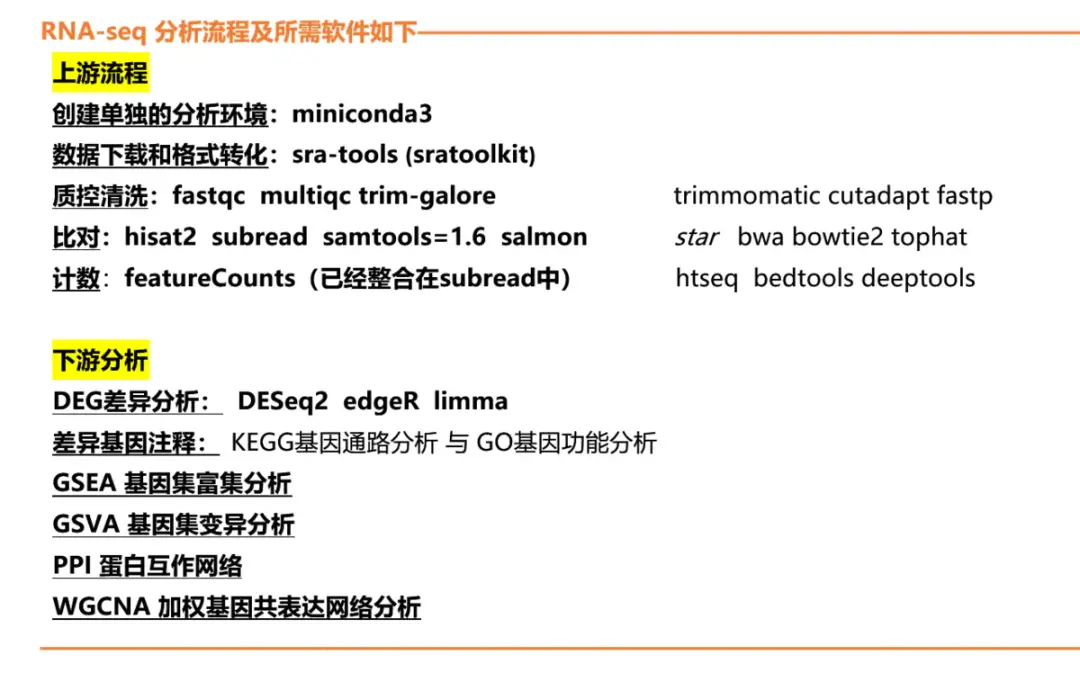 RNA-seq 分析流程及所需软件如下
上游流程
创建单独的分析环境：miniconda3
数据下载和格式转化：sra-tools (sratoolkit)
质控清洗：fastqc multiqc trim-galore trimmomatic cutadapt fastp
比对：hisat2 subread samtools=1.6 salmon star bwa bowtie2 tophat
计数：featureCounts（已经整合在subread中） htseq bedtools deeptools
下游分析
DEG差异分析： DESeq2 edgeR limma
差异基因注释： KEGG基因通路分析 与 GO基因功能分析
GSEA 基因集富集分析
GSVA 基因集变异分析
PPI 蛋白互作网络
WGCNA 加权基因共表达网络分析